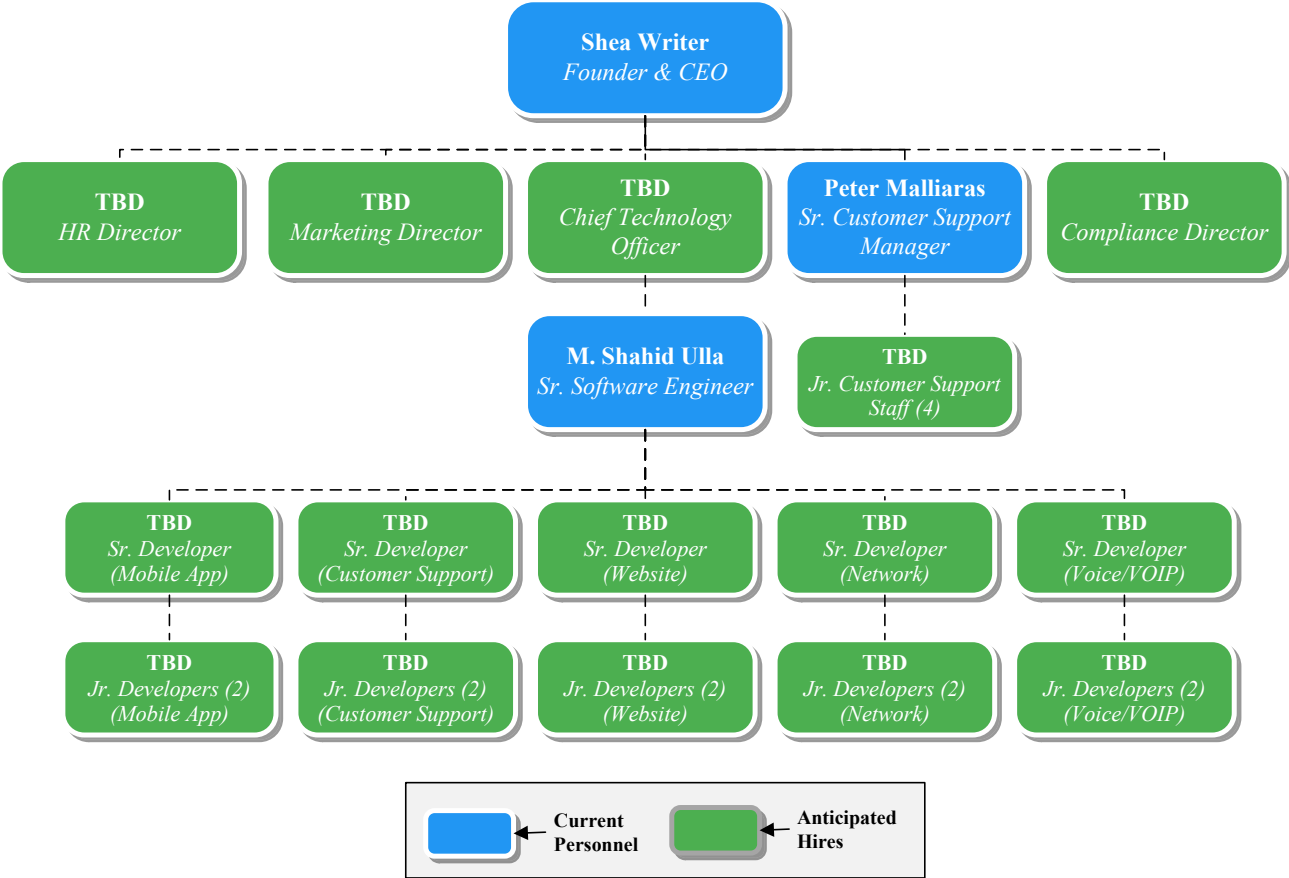 Shea Writer
Founder & CEO
TBD
HR Director
TBD
Marketing Director
TBD
Chief Technology
Officer
Peter Malliaras
Sr. Customer Support
Manager
TBD
Compliance Director
M. Shahid Ulla
Sr. Software Engineer
TBD
Jr. Customer Support
Staff (4)
TBD
Sr. Developer
(Mobile App)
TBD
Sr. Developer
(Customer Support)
TBD
Sr. Developer
(Website)
TBD
Sr. Developer
(Network)
TBD
Sr. Developer
(Voice/VOIP)
TBD
Jr. Developers (2)
(Mobile App)
TBD
Jr. Developers (2)
(Customer Support)
TBD
Jr. Developers (2)
(Website)
TBD
Jr. Developers (2)
(Network)
TBD
Jr. Developers (2)
(Voice/VOIP)
Current
Personnel
Anticipated
Hires